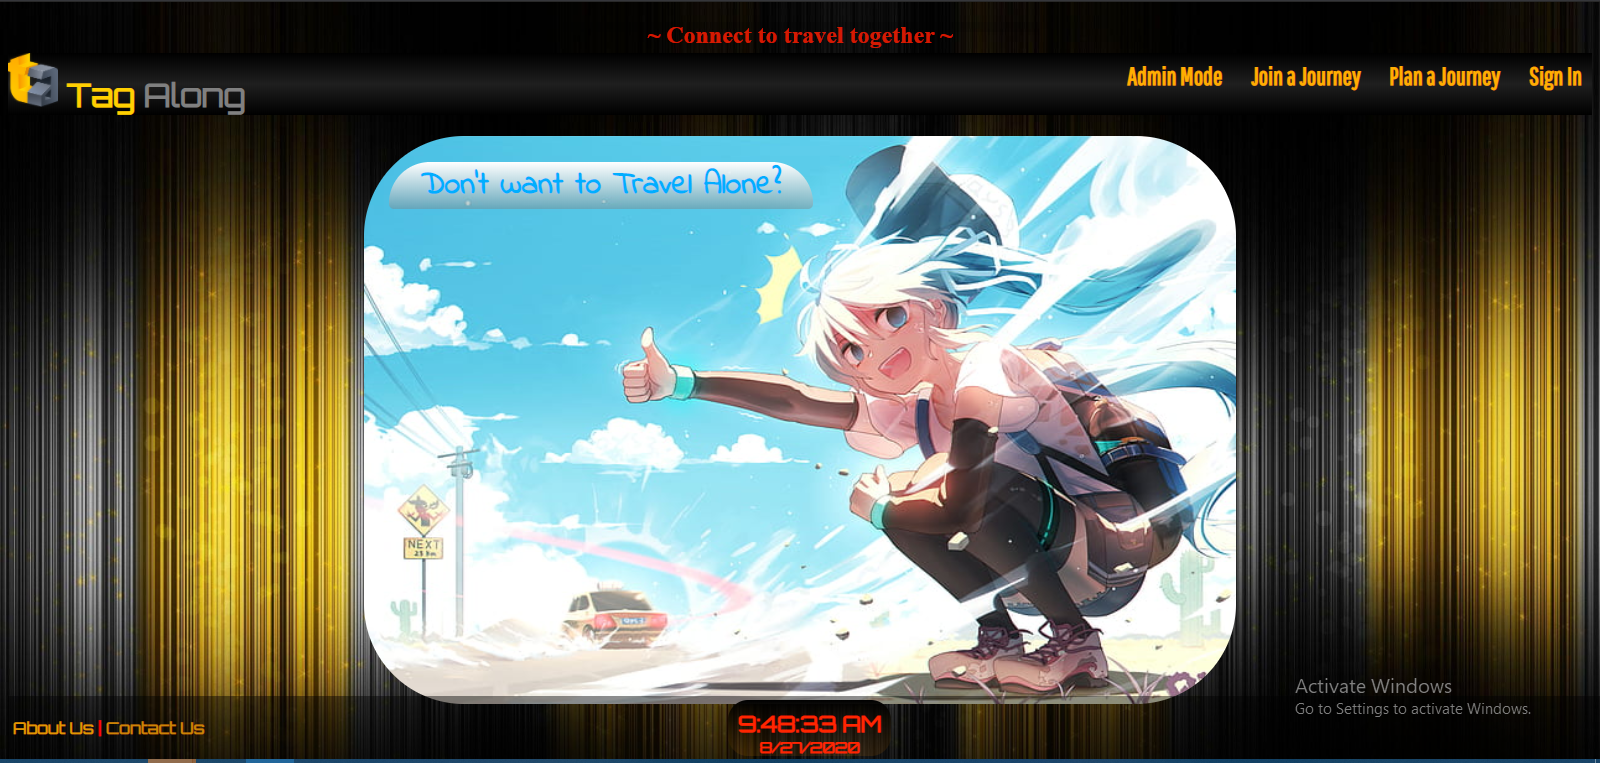 ~ Connect to travel together ~
Tag Along
Admin Mode Join a Journey Plan a Journey Sign In
Don't want to Travel Alone?
NEXT
Activate Windows
Go to Settings to activate Windows.
About Us | Contact Us
9:48:33 AM
8/27/2020